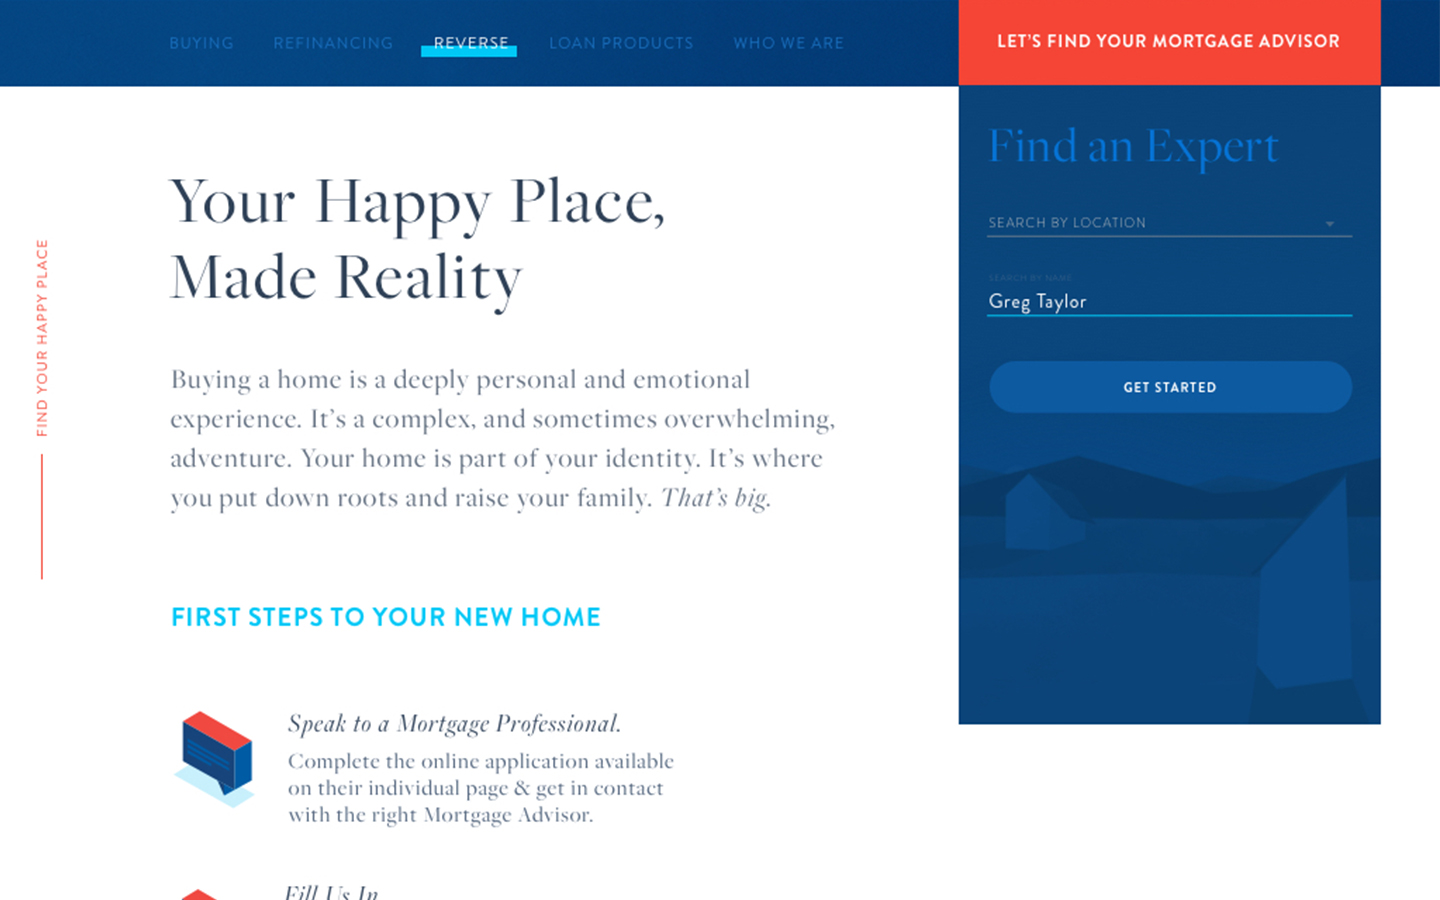 BUYING
REFINANCING
REVERSE
LOAN PRODUCTS
WHO WE ARE
LET'S FIND YOUR MORTGAGE ADVISOR
FIND YOUR HAPPY PLACE
Your Happy Place,
Made Reality
Buying a home is a deeply personal and emotional
experience. It's a complex, and sometimes overwhelming,
adventure. Your home is part of your identity. It's where
you put down roots and raise your family. That's big.
FIRST STEPS TO YOUR NEW HOME
Speak to a Mortgage Professional.
Complete the online application available
on their individual page & get in contact
with the right Mortgage Advisor.
Fill Us In
Find an Expert
SEARCH BY LOCATION
SEARCH BY NAME
Greg Taylor
GET STARTED